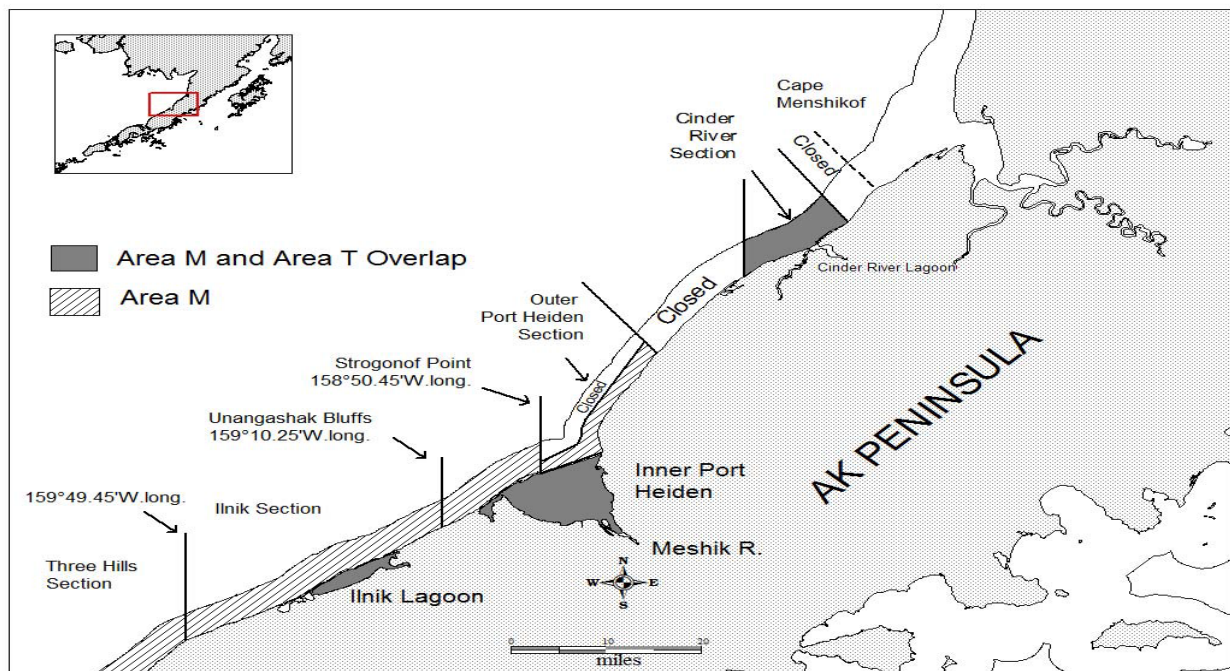 Cape
Menshikof
Cinder
River
Section
Closed
Area M and Area T Overlap
Area M
Cinder River Lagoon
Outer
Port Heiden
Section
Closed
Strogonof Point
158°50.45'W.long.
Closed
Unangashak Bluffs
159°10.25'W.long.
AK PENINSULA
Inner Port
Heiden
159°49.45'W.long.
Ilnik Section
Meshik R.
Three Hills
Section
N
W
E
S
Ilnik Lagoon
0
10
20
miles